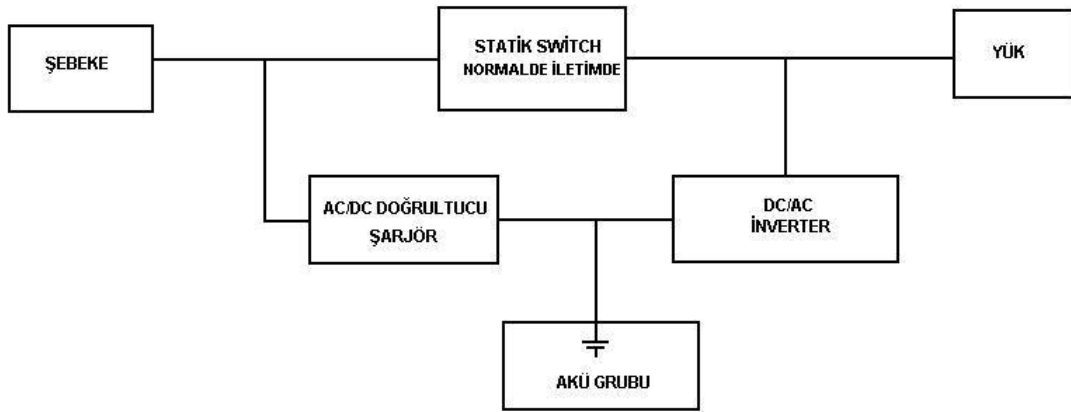 ŞEBEKE
STATİK SWİTCH
NORMALDE İLETİMDE
YÜK
AC/DC DOĞRULTUCU
ŞARJÖR
DC/AC
İNVERTER
AKÜ GRUBU